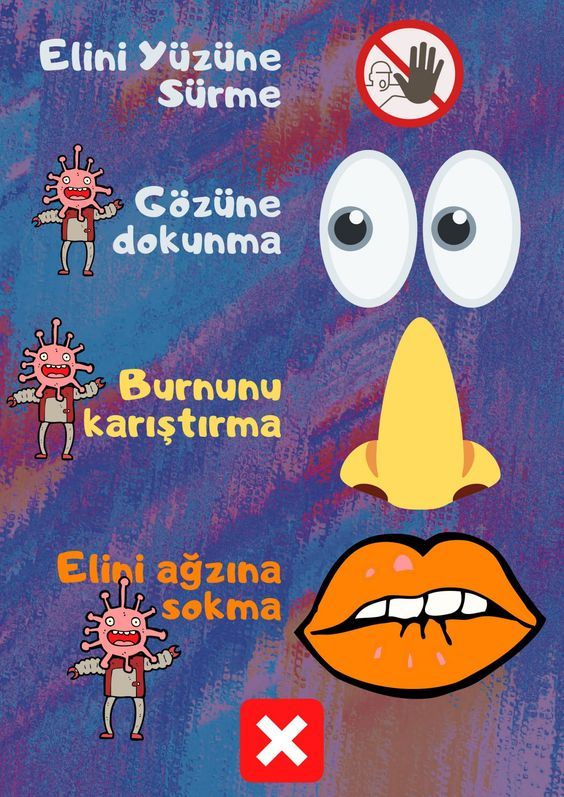 Elini Yüzüne
Sürme
Gözüne
dokunma
Burnunu
karıştırma
Elini ağzına
sokma